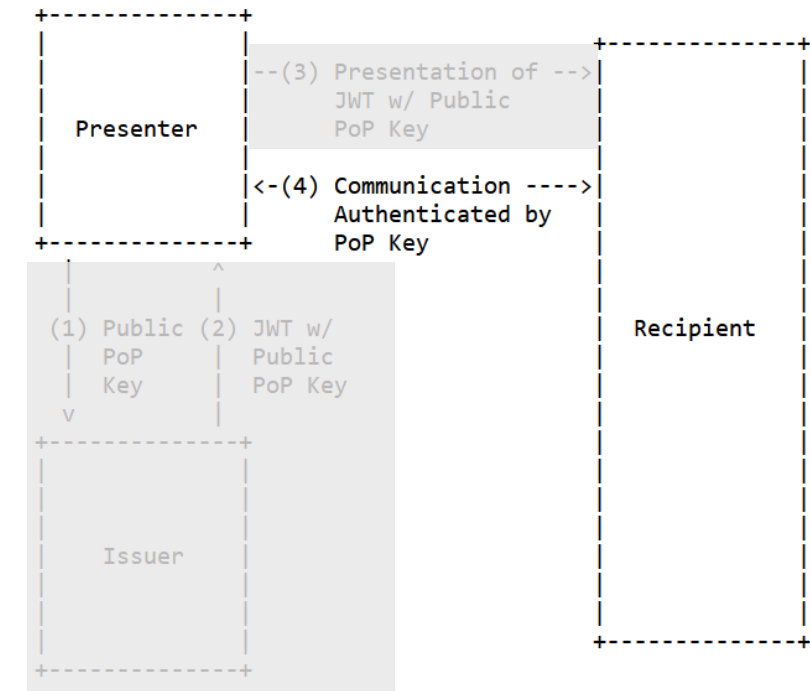 --(3) Presentation of -->
JWT w/ Public
PoP Key
Presenter
<-(4) Communication ---->
Authenticated by
PoP Key
(1) Public (2) JWT w/
PoP Public
Key PoP Key
Recipient
Issuer